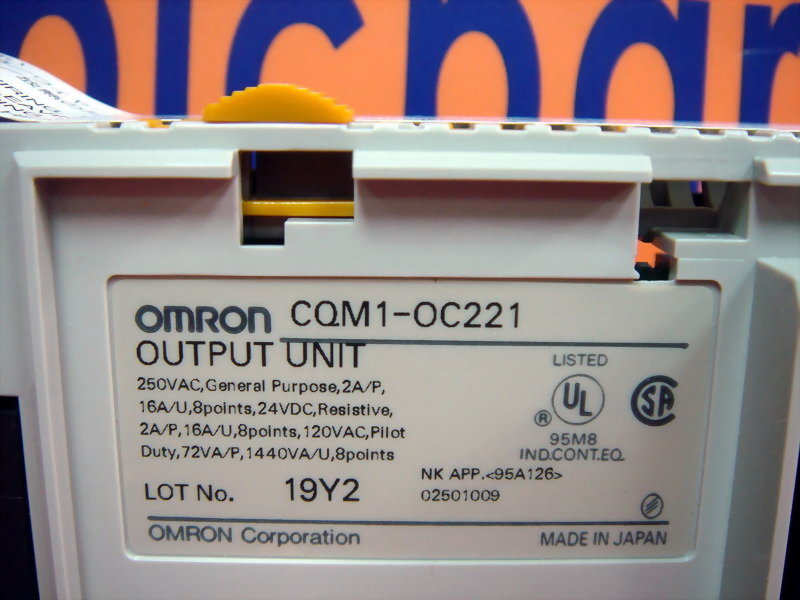 OMRON CQM1-OC221
OUTPUT UNIT
250VAC,General Purpose,2A/P,
16A/U,8points,24VDC,Resistive,
2A/P,16A/U,8points,120VAC,Pilot
Duty,72VA/P,1440VA/U,8points
LISTED
UL
®
SA
95M8
IND.CONT.EQ.
NK APP.<95A126>
02501009
LOT No. 19Y2
OMRON Corporation
MADE IN JAPAN